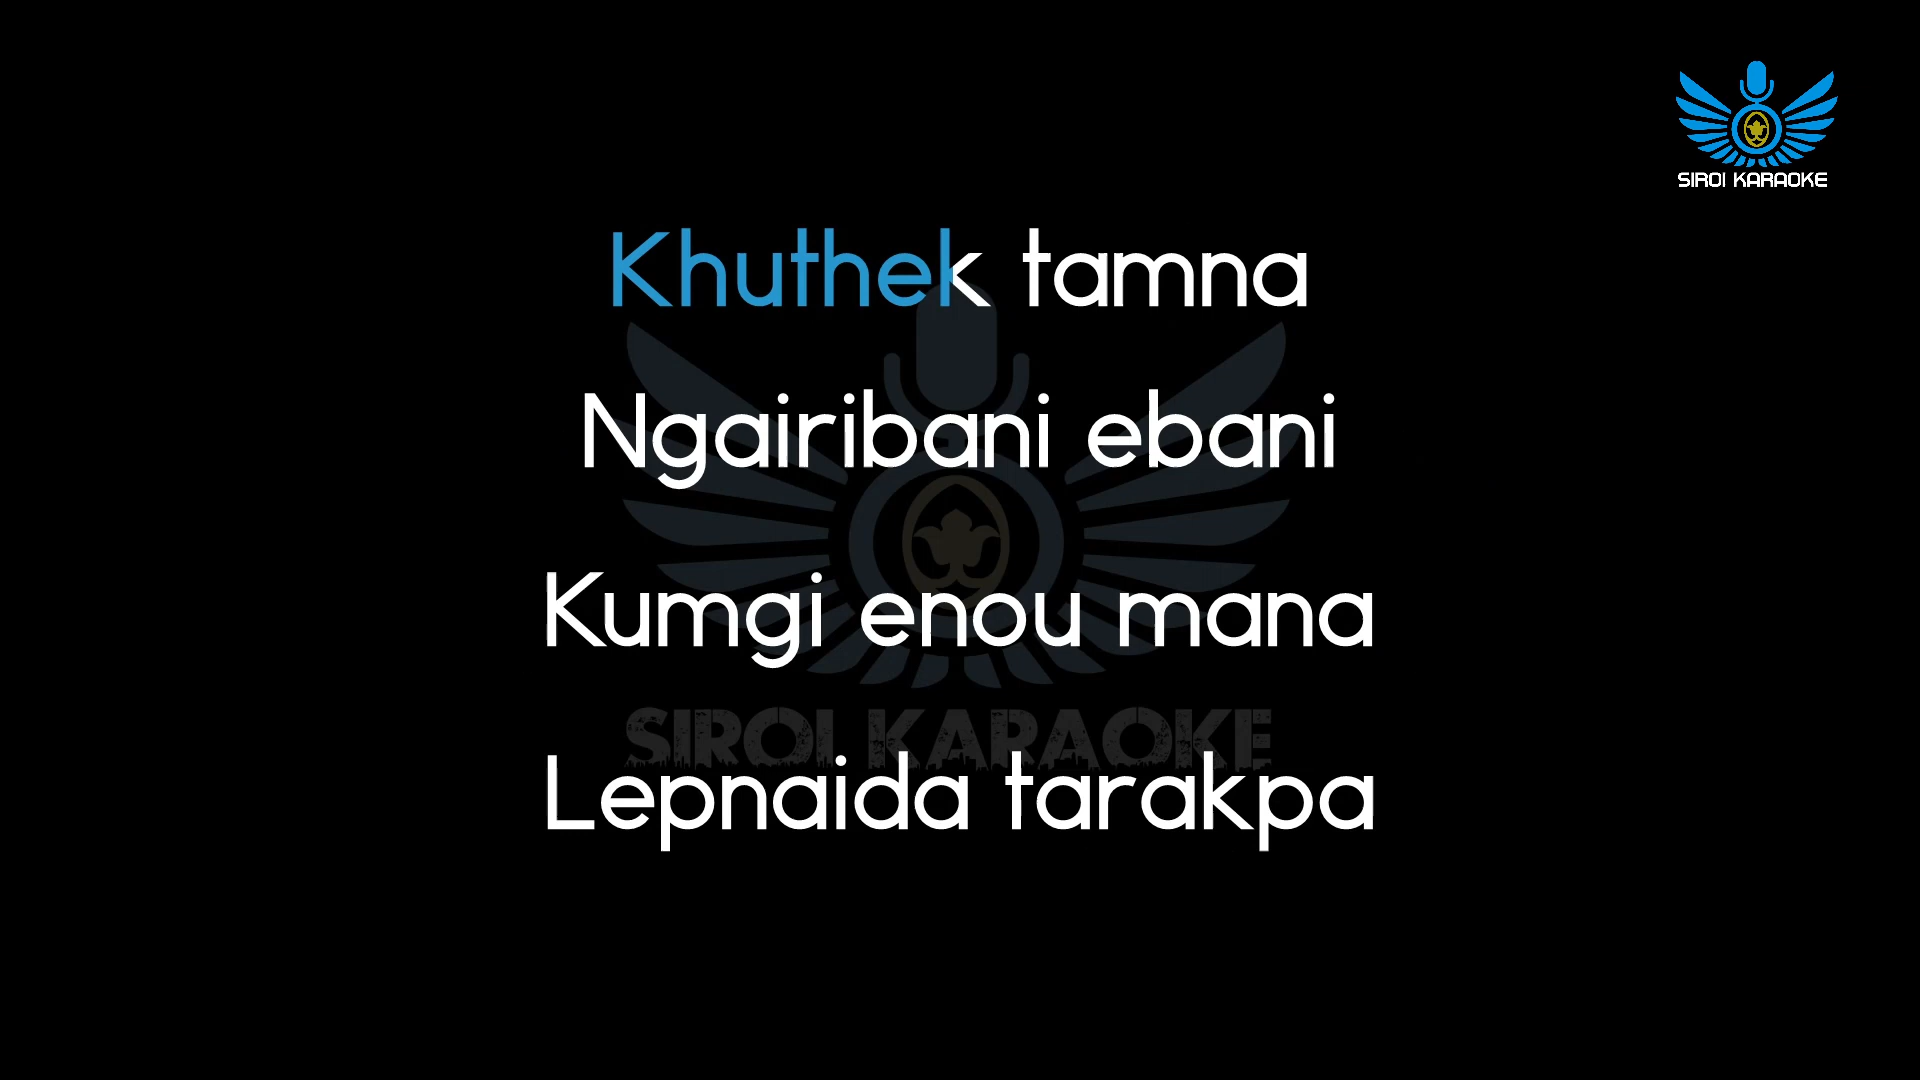 SIROI KARAOKE
Khuthek tamna
Ngairibani ebani
Kumgi enou mana
SIROI KARAOKE
Lepnaida tarakpa